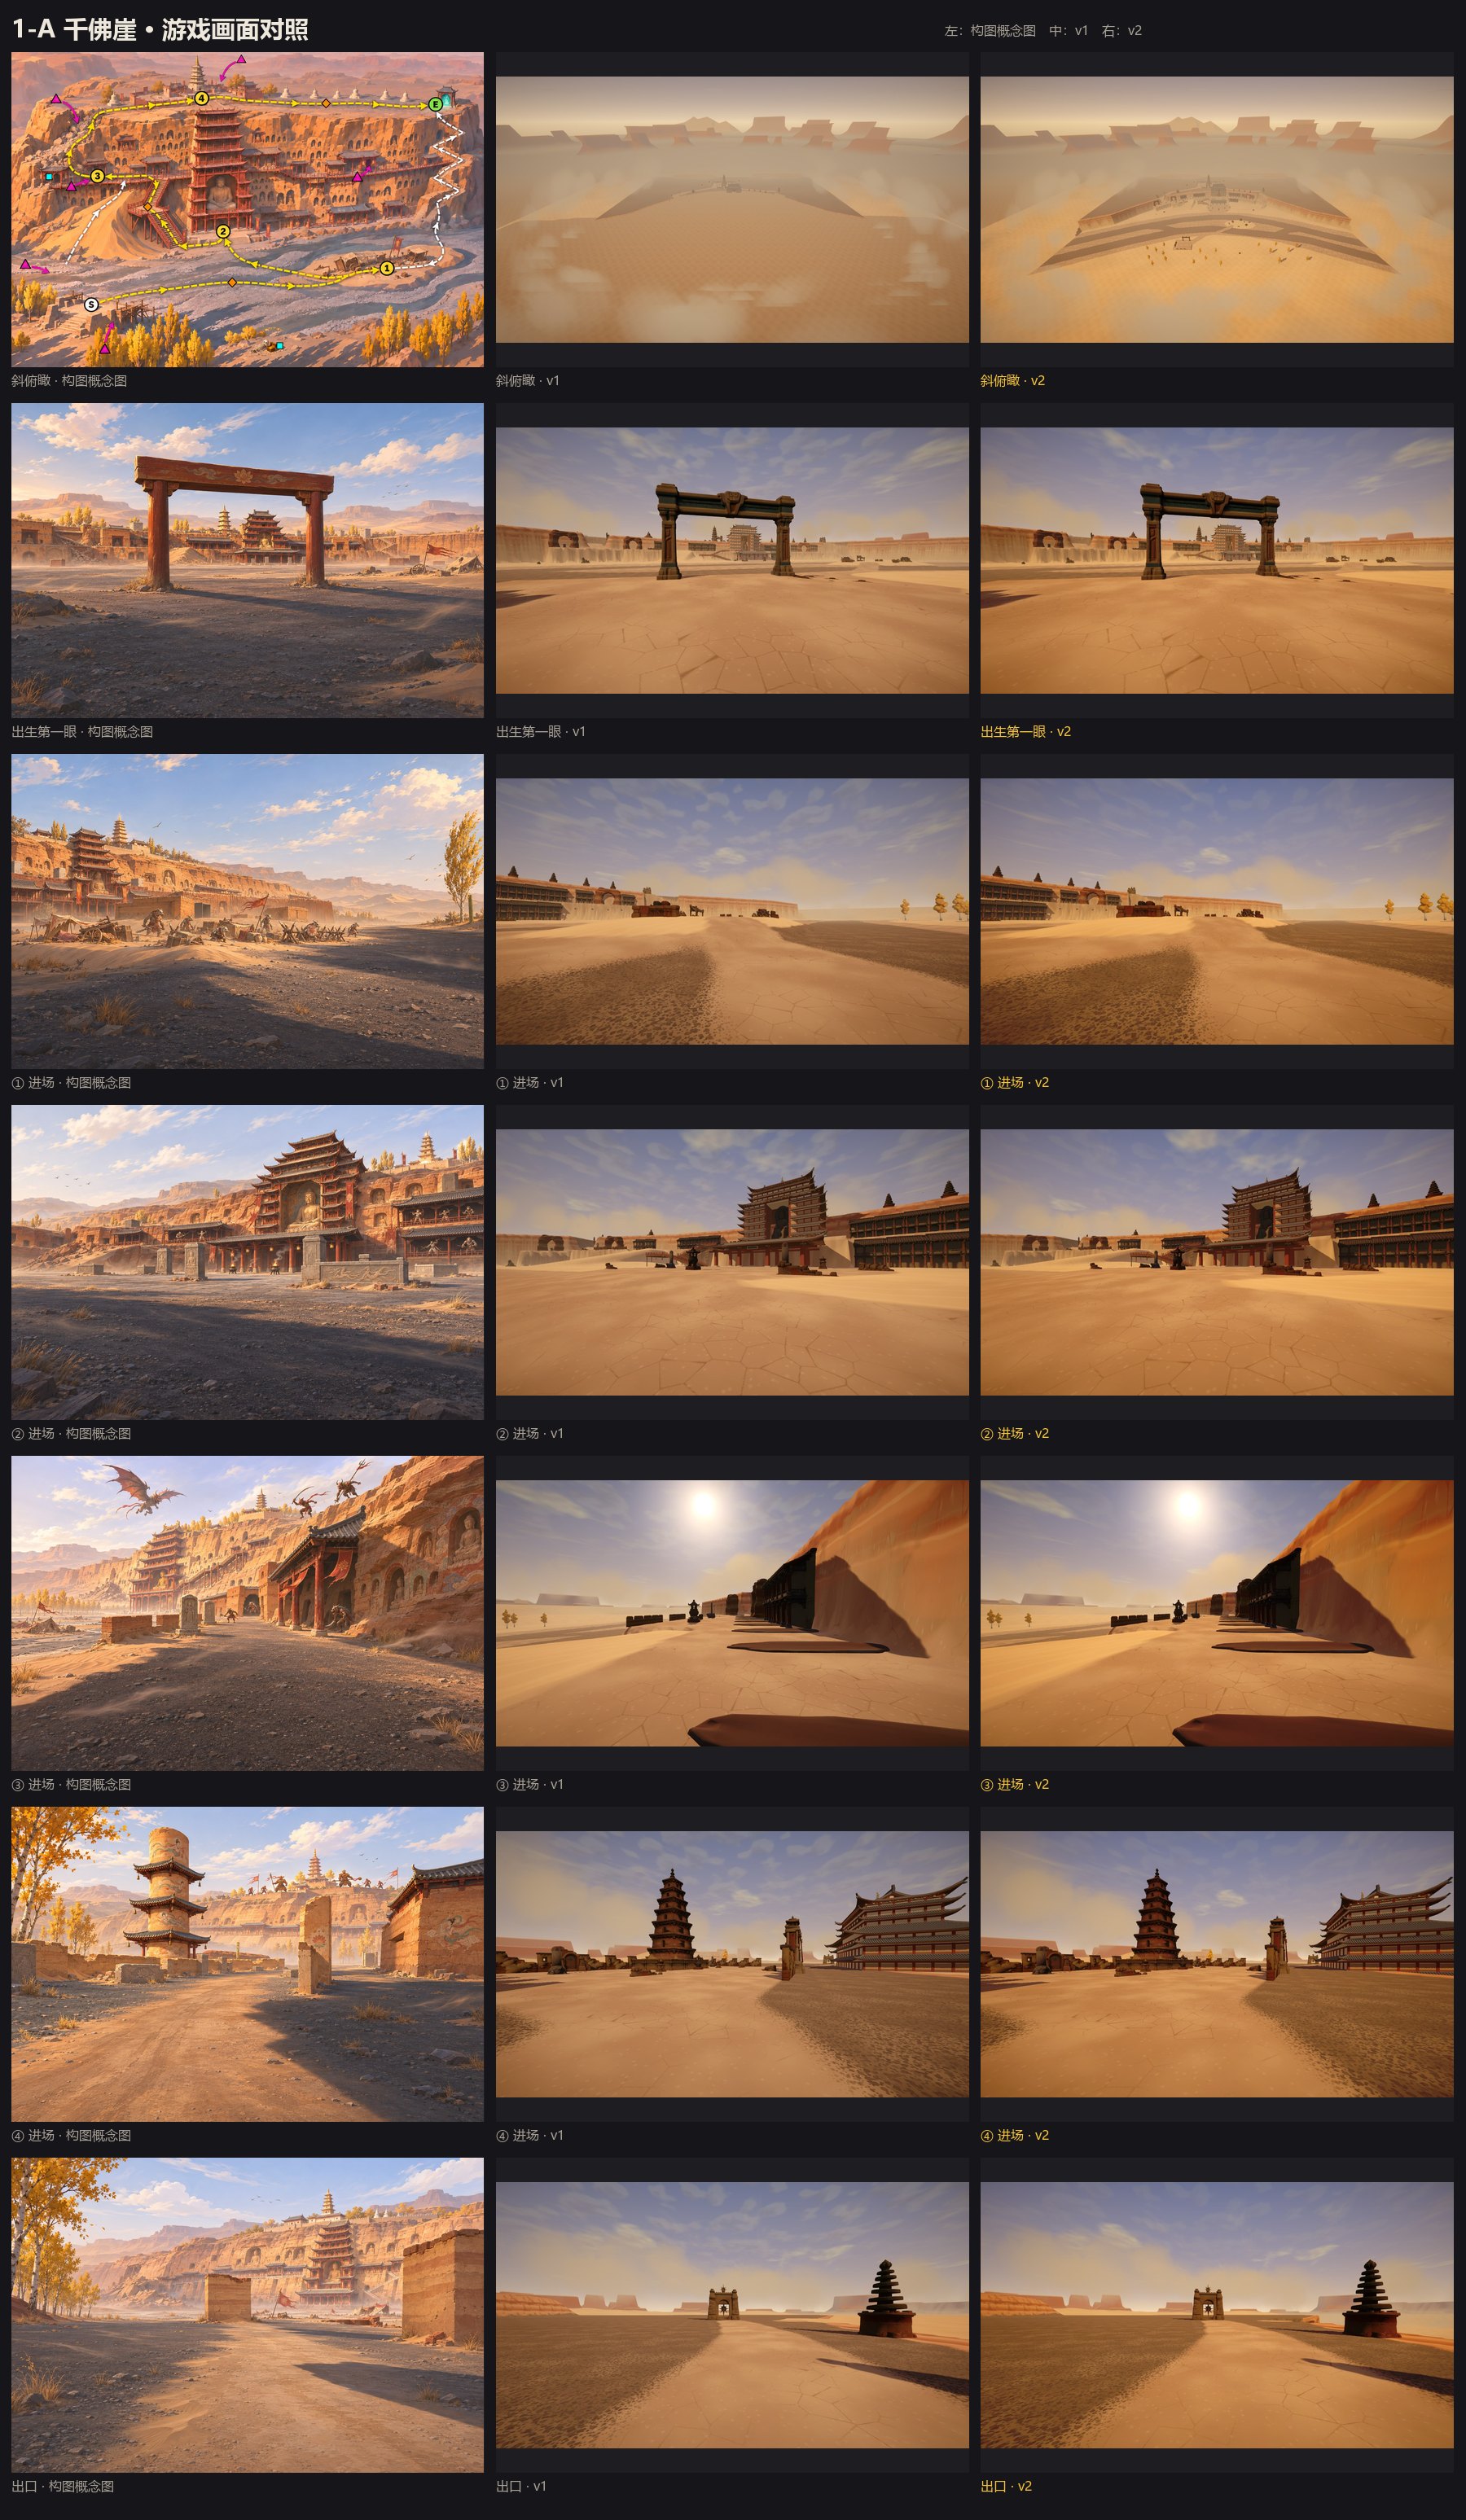 1-A 千佛崖 • 游戏画面对照
左：构图概念图 中：v1 右：v2
4
E
3
2
1
S
斜俯瞰 · 构图概念图
斜俯瞰 · v1
斜俯瞰 · v2
出生第一眼 · 构图概念图
出生第一眼 · v1
出生第一眼 · v2
① 进场 · 构图概念图
① 进场 · v1
① 进场 · v2
② 进场 · 构图概念图
② 进场 · v1
② 进场 · v2
③ 进场 · 构图概念图
③ 进场 · v1
③ 进场 · v2
④ 进场 · 构图概念图
④ 进场 · v1
④ 进场 · v2
出口 · 构图概念图
出口 · v1
出口 · v2